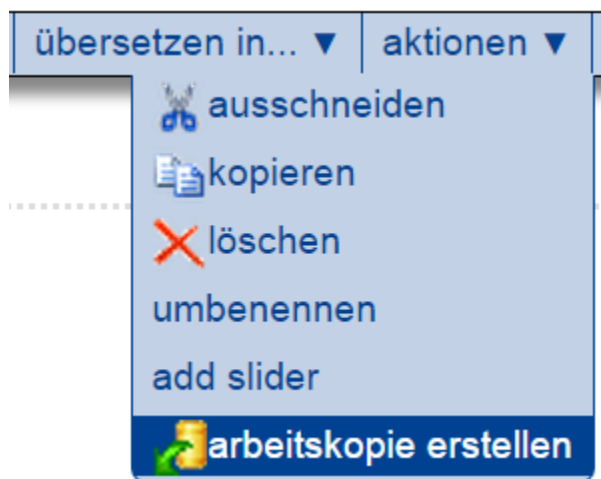 übersetzen in... ▼ aktionen ▼
ausschneiden
kopieren
löschen
umbenennen
add slider
arbeitskopie erstellen